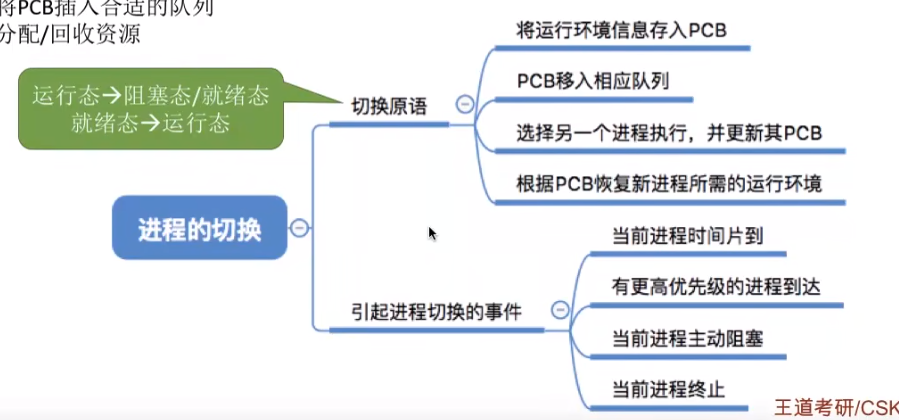 将PCB插入合适的队列
分配/回收资源
运行态→阻塞态/就绪态
就绪态→运行态
进程的切换
切换原语
将运行环境信息存入PCB
PCB移入相应队列
选择另一个进程执行，并更新其PCB
根据PCB恢复新进程所需的运行环境
引起进程切换的事件
当前进程时间片到
有更高优先级的进程到达
当前进程主动阻塞
当前进程终止
王道考研/CSK